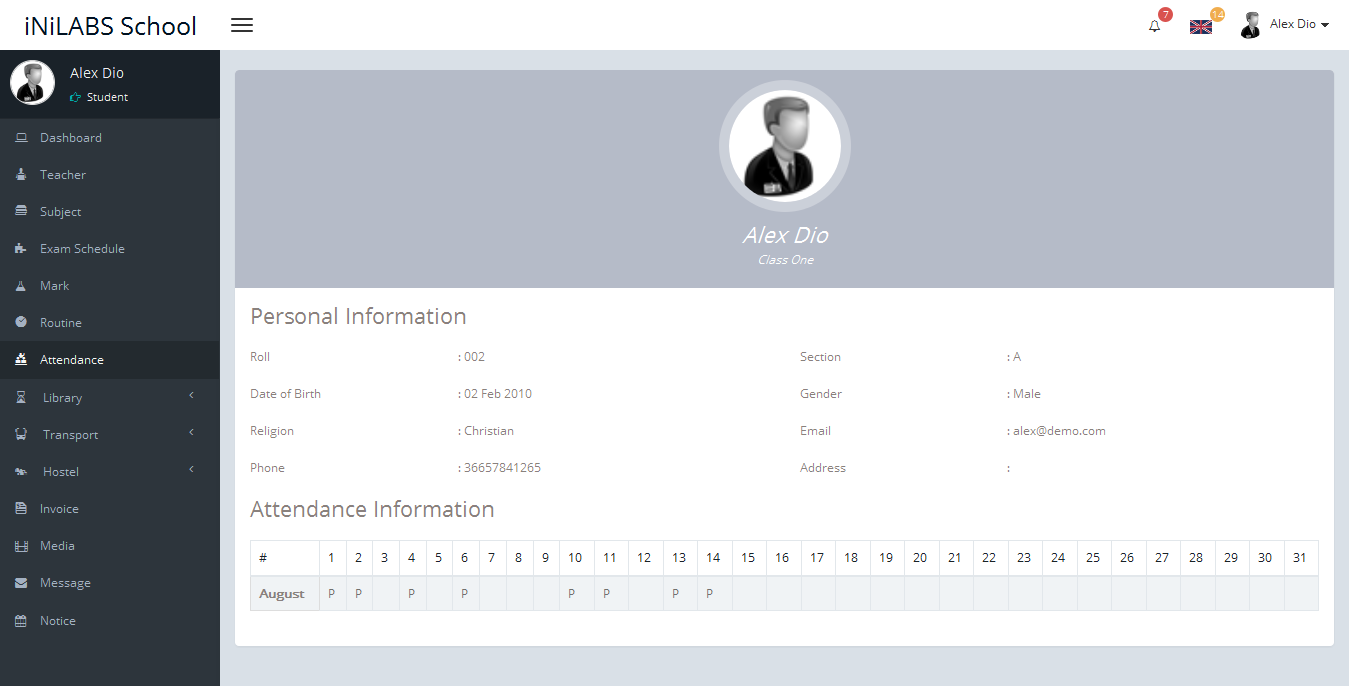 iNiLABS School
7
14
Alex Dio
Alex Dio
Student
Dashboard
Teacher
Subject
Exam Schedule
Mark
Routine
Attendance
Library
Transport
Hostel
Invoice
Media
Message
Notice
Alex Dio
Class One
Personal Information
Roll : 002 Section : A
Date of Birth : 02 Feb 2010 Gender : Male
Religion : Christian Email : alex@demo.com
Phone : 36657841265 Address :
Attendance Information
# 1 2 3 4 5 6 7 8 9 10 11 12 13 14 15 16 17 18 19 20 21 22 23 24 25 26 27 28 29 30 31
August P P P P P P P P